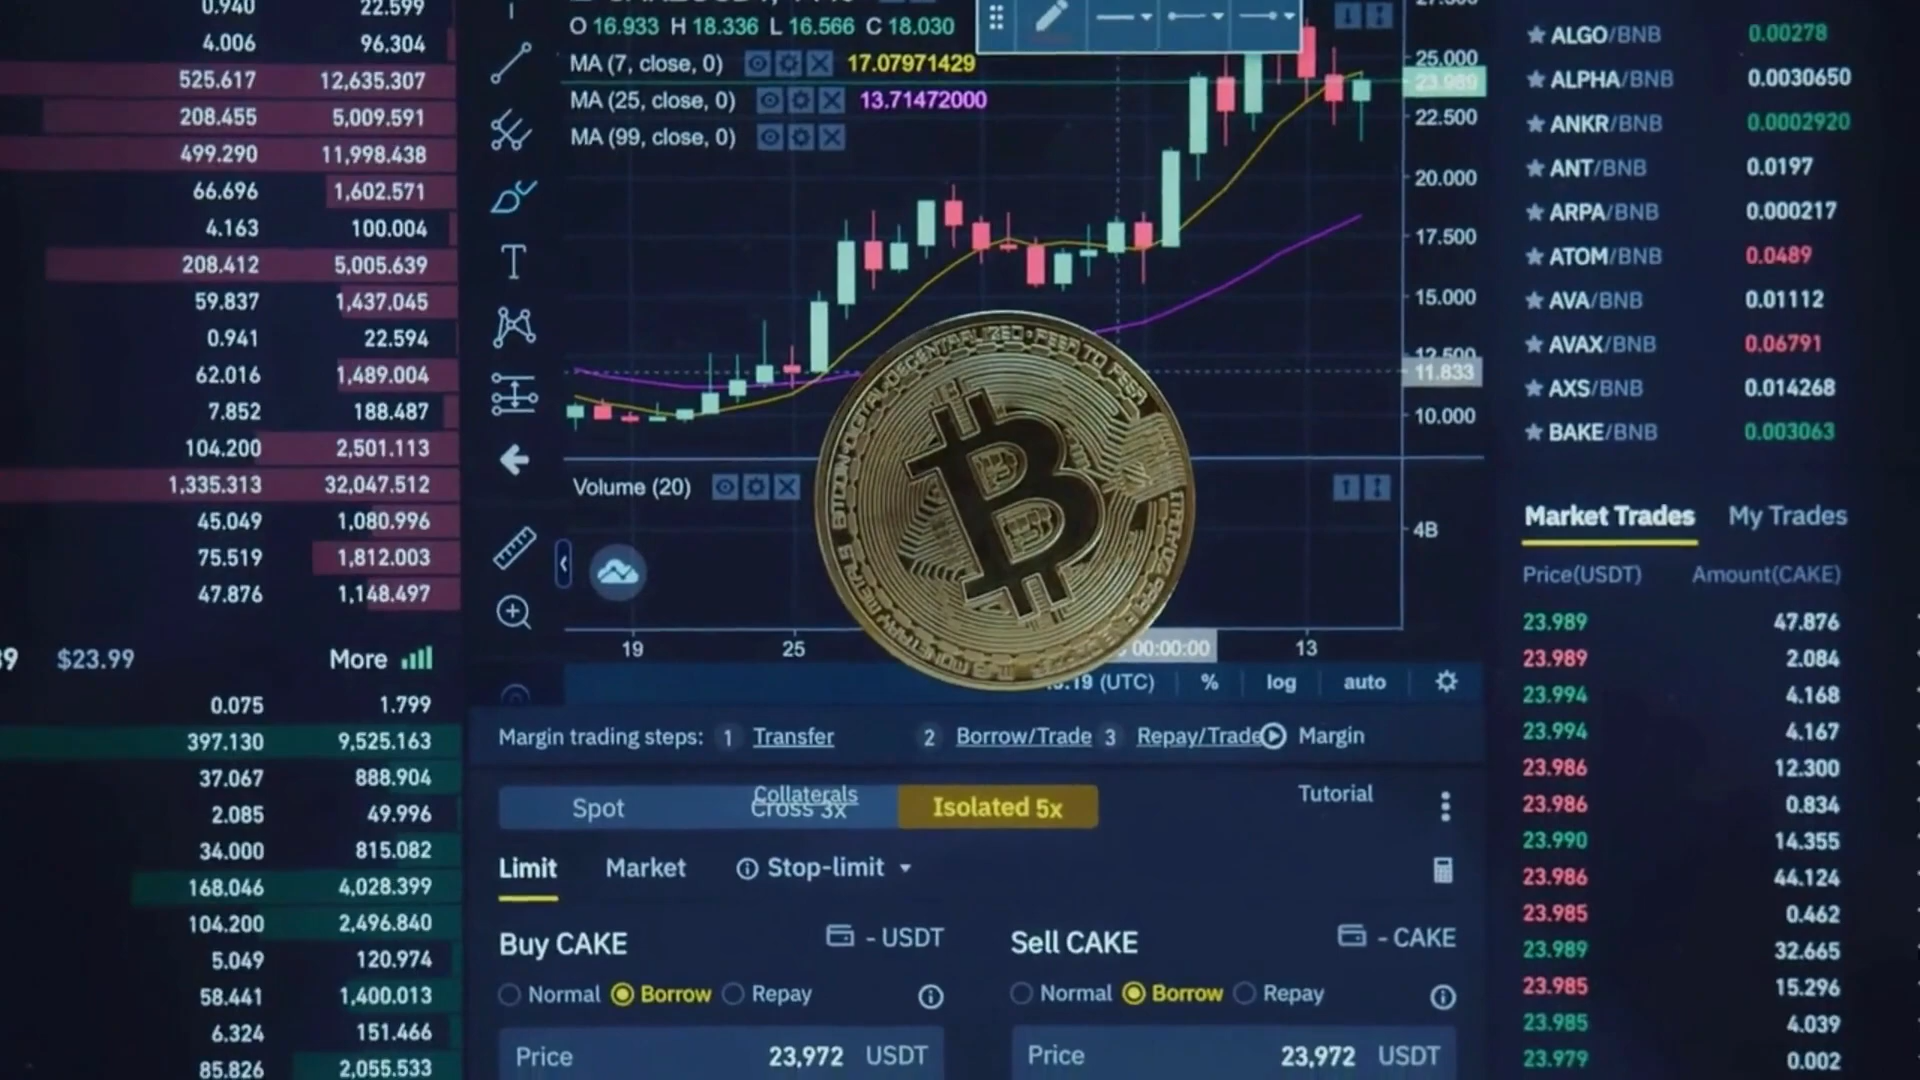 0.940 22.599
4.006 96.304
525.617 12,635.307
208.455 5,009.591
499.290 11,998.438
66.696 1,602.571
4.163 100.004
208.412 5,005.639
59.837 1,437.045
0.941 22.594
62.016 1,489.004
7.852 188.487
104.200 2,501.113
1,335.313 32,047.512
45.049 1,080.996
75.519 1,812.003
47.876 1,148.497
$23.99 More
0.075 1.799
397.130 9,525.163
37.067 888.904
2.085 49.996
34.000 815.082
168.046 4,028.399
104.200 2,496.840
5.049 120.974
58.441 1,400.013
6.324 151.466
85.826 2,055.533
O 16.933 H 18.336 L 16.566 C 18.030
MA (7, close, 0) 17.07971429
MA (25, close, 0) 13.71472000
MA (99, close, 0)
25.000
23.989
22.500
20.000
17.500
15.000
12.500
11.833
10.000
Volume (20)
4B
DECENTRALIZED • PEER TO PEER
BITCOIN • DIGITAL
19 25 00:00:00 13
(UTC) % log auto
Margin trading steps: 1 Transfer 2 Borrow/Trade 3 Repay/Trade Margin
Collaterals Tutorial
Spot Cross 3x Isolated 5x
Limit Market Stop-limit
Buy CAKE - USDT
Normal Borrow Repay
Price 23,972 USDT
Sell CAKE - CAKE
Normal Borrow Repay
Price 23,972 USDT
ALGO/BNB 0.00278
ALPHA/BNB 0.0030650
ANKR/BNB 0.0002920
ANT/BNB 0.0197
ARPA/BNB 0.000217
ATOM/BNB 0.0489
AVA/BNB 0.01112
AVAX/BNB 0.06791
AXS/BNB 0.014268
BAKE/BNB 0.003063
Market Trades My Trades
Price(USDT) Amount(CAKE)
23.989 47.876
23.989 2.084
23.994 4.168
23.994 4.167
23.986 12.300
23.986 0.834
23.990 14.355
23.986 44.124
23.985 0.462
23.989 32.665
23.985 15.296
23.985 4.039
23.979 0.002